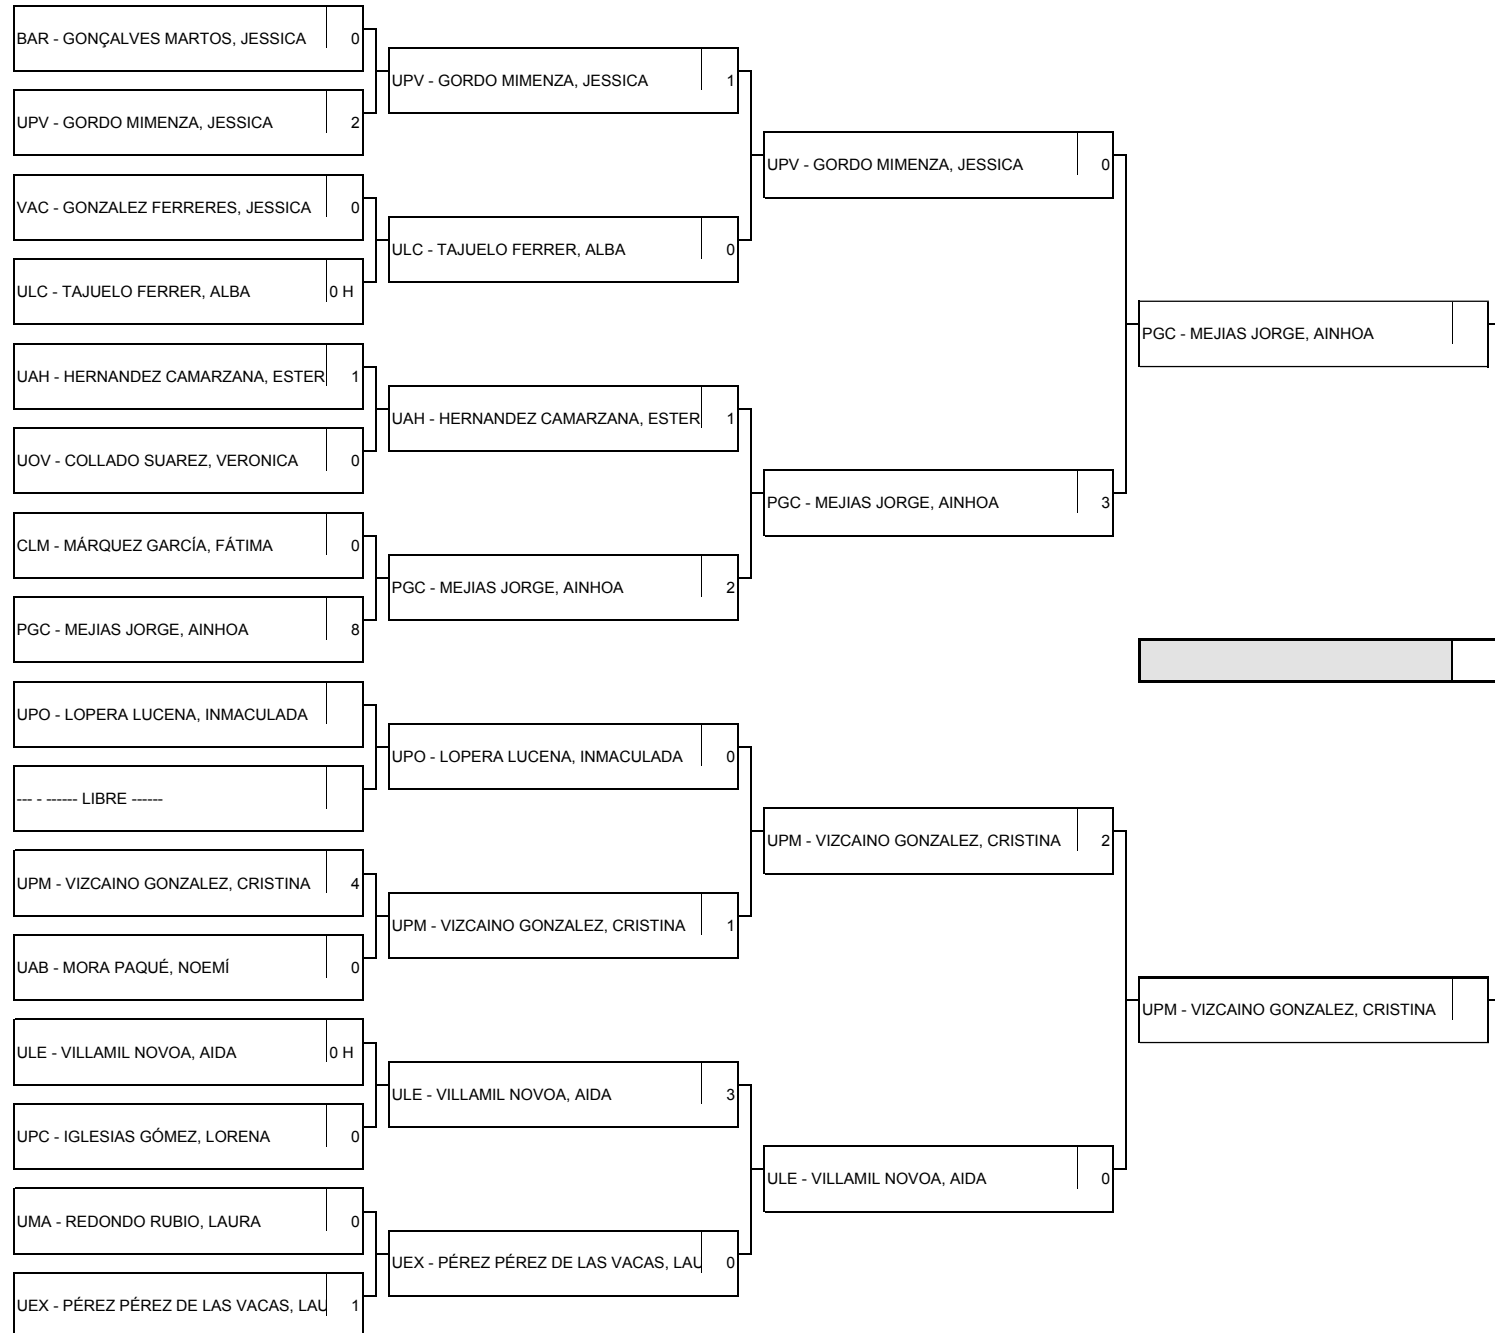 BAR - GONÇALVES MARTOS, JESSICA 0
UPV - GORDO MIMENZA, JESSICA 2
VAC - GONZALEZ FERRERES, JESSICA 0
ULC - TAJUELO FERRER, ALBA 0 H
UAH - HERNANDEZ CAMARZANA, ESTER 1
UOV - COLLADO SUAREZ, VERONICA 0
CLM - MÁRQUEZ GARCÍA, FÁTIMA 0
PGC - MEJIAS JORGE, AINHOA 8
UPO - LOPERA LUCENA, INMACULADA
--- - ------ LIBRE ------
UPM - VIZCAINO GONZALEZ, CRISTINA 4
UAB - MORA PAQUÉ, NOEMÍ 0
ULE - VILLAMIL NOVOA, AIDA 0 H
UPC - IGLESIAS GÓMEZ, LORENA 0
UMA - REDONDO RUBIO, LAURA 0
UEX - PÉREZ PÉREZ DE LAS VACAS, LAU 1
UPV - GORDO MIMENZA, JESSICA 1
ULC - TAJUELO FERRER, ALBA 0
UAH - HERNANDEZ CAMARZANA, ESTER 1
PGC - MEJIAS JORGE, AINHOA 2
UPO - LOPERA LUCENA, INMACULADA 0
UPM - VIZCAINO GONZALEZ, CRISTINA 1
ULE - VILLAMIL NOVOA, AIDA 3
UEX - PÉREZ PÉREZ DE LAS VACAS, LAU 0
UPV - GORDO MIMENZA, JESSICA 0
PGC - MEJIAS JORGE, AINHOA 3
UPM - VIZCAINO GONZALEZ, CRISTINA 2
ULE - VILLAMIL NOVOA, AIDA 0
PGC - MEJIAS JORGE, AINHOA
UPM - VIZCAINO GONZALEZ, CRISTINA